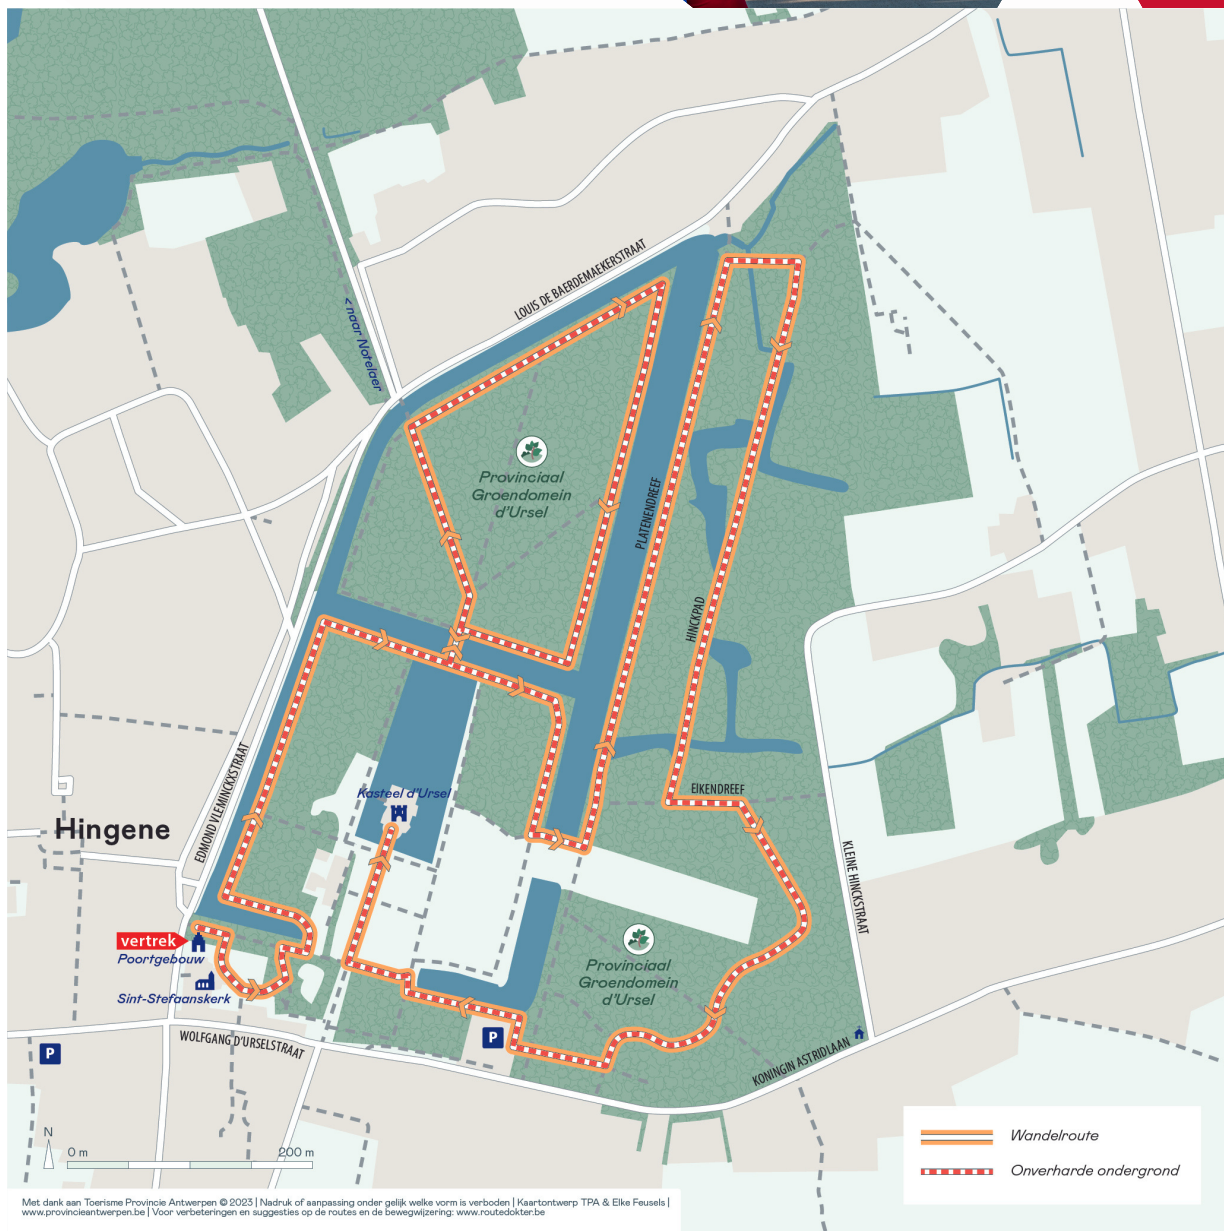 LOUIS DE BAERDEMAEKERSTRAAT
< naar Notelaer
Provinciaal
Groendomein
d'Ursel
PLATENENDREEF
HINCKPAD
EIKENDREEF
Kasteel d'Ursel
Hingene
EDMOND VLEMINCKXSTRAAT
KLEINE HINCKSTRAAT
vertrek
Poortgebouw
Sint-Stefaanskerk
Provinciaal
Groendomein
d'Ursel
P
P
WOLFGANG D'URSELSTRAAT
KONINGIN ASTRIDLAAN
N
0 m 200 m
Wandelroute
Onverharde ondergrond
Met dank aan Toerisme Provincie Antwerpen © 2023 | Nadruk of aanpassing onder gelijk welke vorm is verboden | Kaartontwerp TPA & Elke Feusels |
www.provincieantwerpen.be | Voor verbeteringen en suggesties op de routes en de bewegwijzering: www.routedokter.be